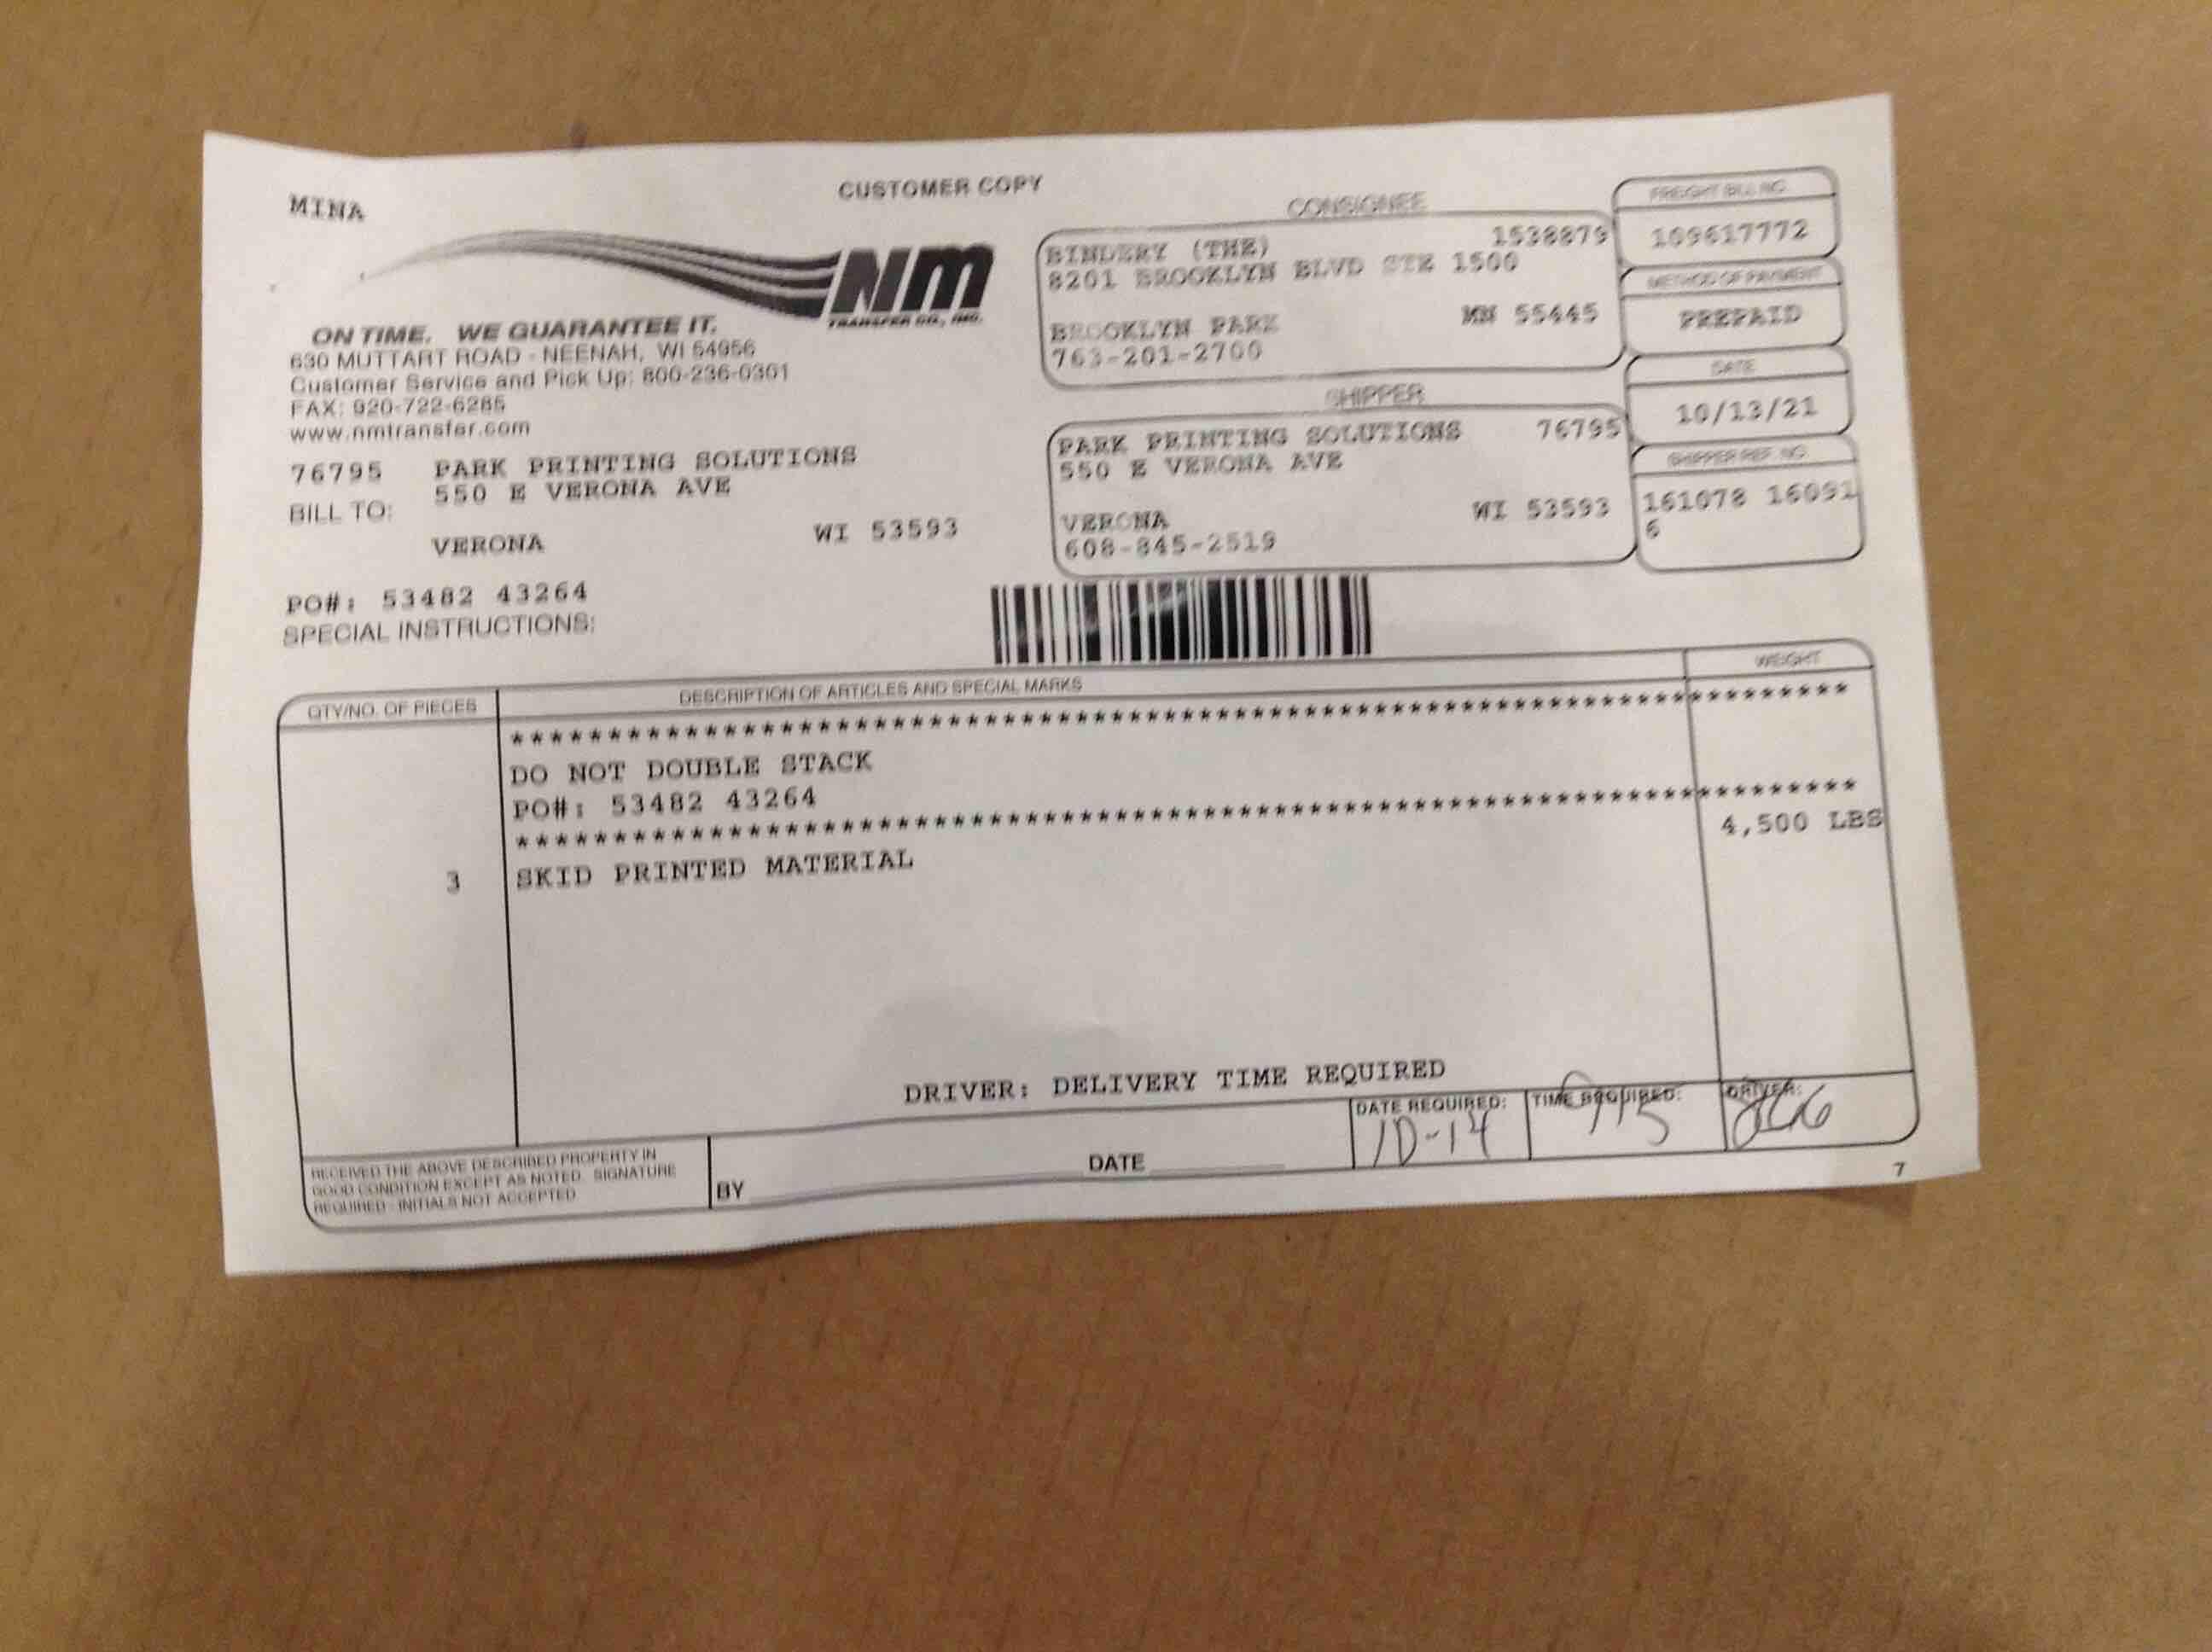 MINA
CUSTOMER COPY
NM
TRANSFER CO., INC.
ON TIME. WE GUARANTEE IT.
630 MUTTART ROAD - NEENAH, WI 54956
Customer Service and Pick Up: 800-236-0301
FAX: 920-722-6285
www.nmtransfer.com
76795 PARK PRINTING SOLUTIONS
550 E VERONA AVE
BILL TO:
VERONA WI 53593
PO#: 53482 43264
SPECIAL INSTRUCTIONS:
CONSIGNEE
BINDERY (THE) 1538879
8201 BROOKLYN BLVD STE 1500
BROOKLYN PARK MN 55445
763-201-2700
SHIPPER
PARK PRINTING SOLUTIONS 76795
550 E VERONA AVE
VERONA WI 53593
608-845-2519
FREIGHT BILL NO.
109617772
METHOD OF PAYMENT
PREPAID
DATE
10/13/21
SHIPPER REF. NO.
161078 16091
6
QTY/NO. OF PIECES DESCRIPTION OF ARTICLES AND SPECIAL MARKS WEIGHT
*********************************************************************
DO NOT DOUBLE STACK
PO#: 53482 43264
*********************************************************************
3 SKID PRINTED MATERIAL 4,500 LBS
DRIVER: DELIVERY TIME REQUIRED
RECEIVED THE ABOVE DESCRIBED PROPERTY IN
GOOD CONDITION EXCEPT AS NOTED. SIGNATURE
REQUIRED - INITIALS NOT ACCEPTED
BY DATE
DATE REQUIRED: TIME REQUIRED: DRIVER:
10-14 915
7